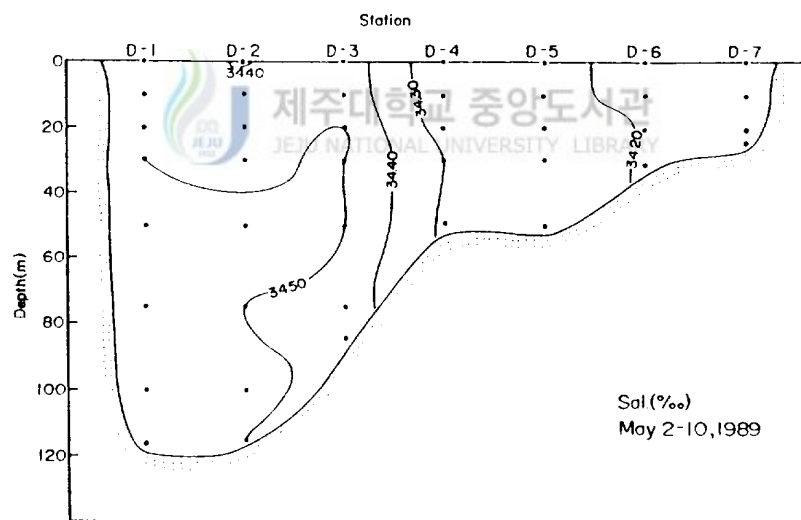 Station
D-1 D-2 D-3 D-4 D-5 D-6 D-7
0
20
40
60
80
100
120
Depth(m)
3440
3450
3440
3430
3420
Sal.(‰)
May 2-10,1989
제주대학교 중앙도서관
JEJU NATIONAL UNIVERSITY LIBRARY
JEJU
1952